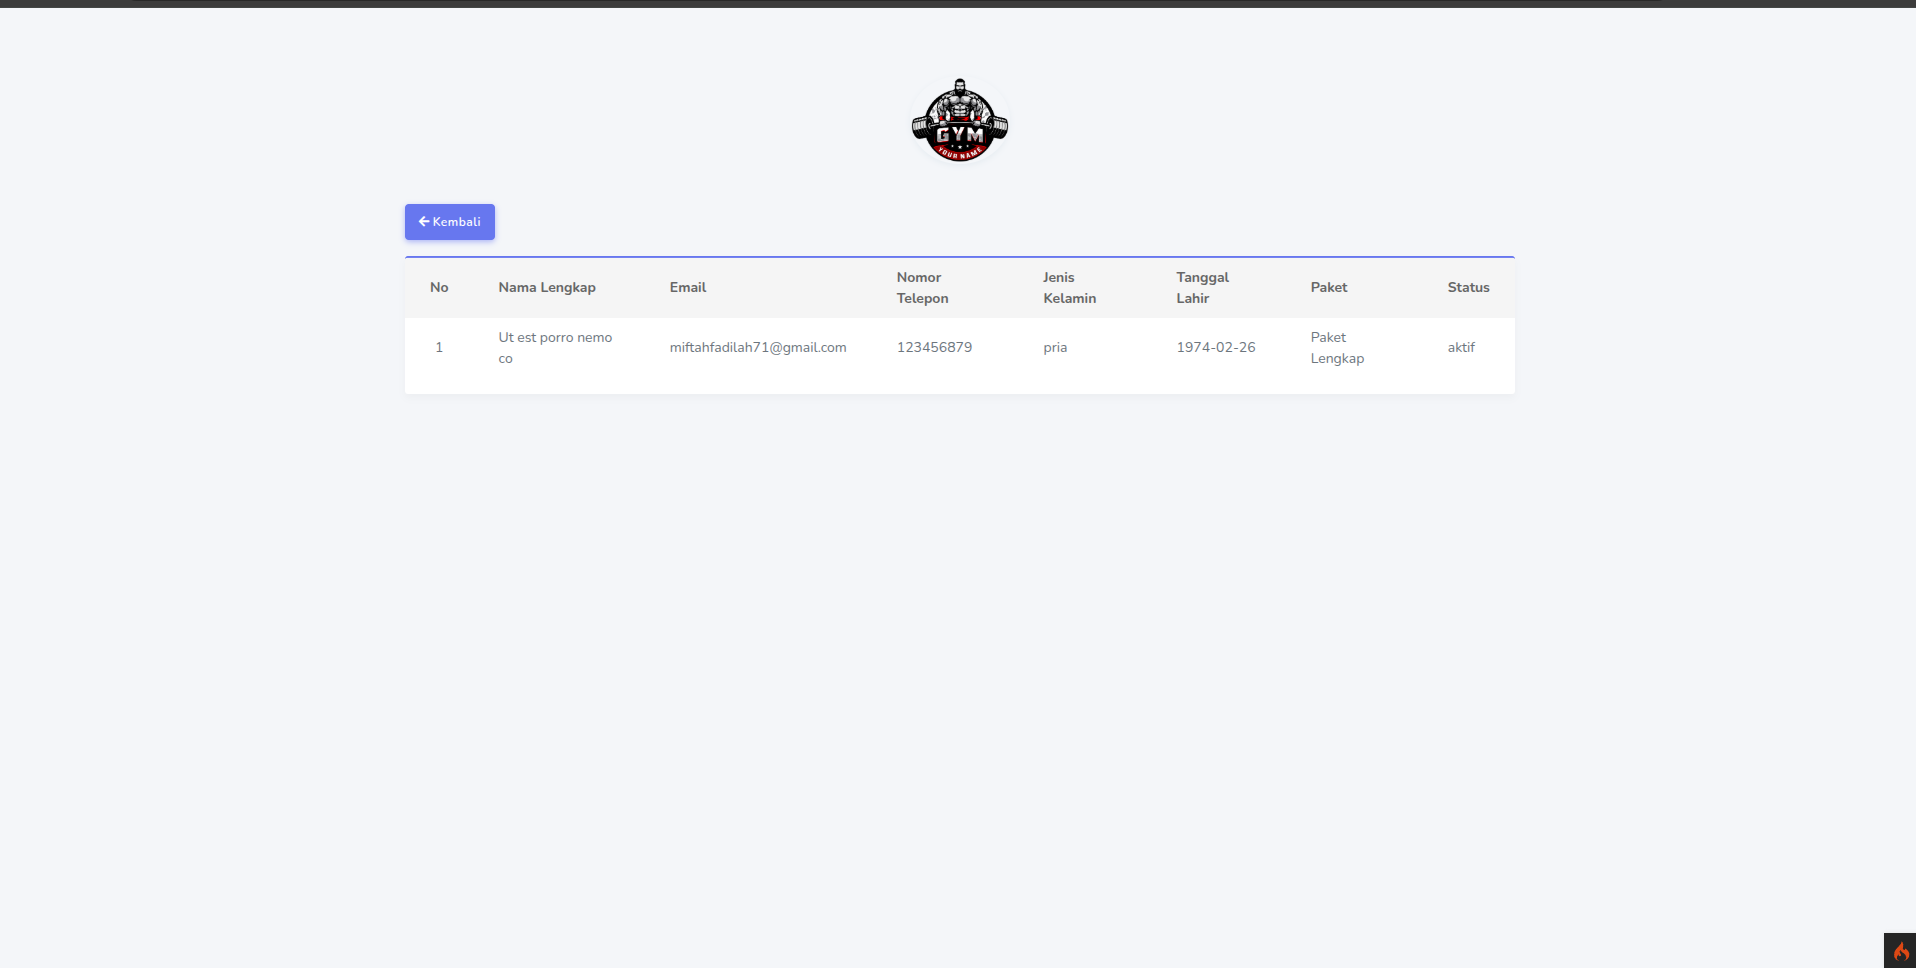 GYM
YOUR NAME
Kembali
No Nama Lengkap Email Nomor Telepon Jenis Kelamin Tanggal Lahir Paket Status
1 Ut est porro nemo co miftahfadilah71@gmail.com 123456879 pria 1974-02-26 Paket Lengkap aktif